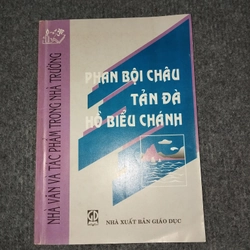 NHÀ VĂN VÀ TÁC PHẨM TRONG NHÀ TRƯỜNG
PHAN BỘI CHÂU
TẢN ĐÀ
HỒ BIỂU CHÁNH
NHÀ XUẤT BẢN GIÁO DỤC